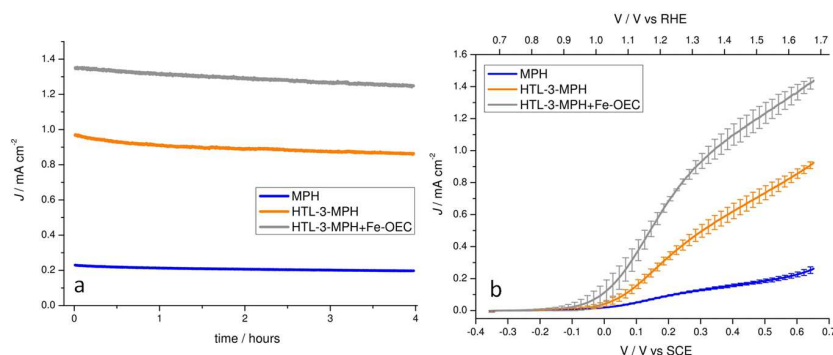 1.4
1.2
1.0
0.8
0.6
0.4
0.2
0.0
J / mA cm⁻²
MPH
HTL-3-MPH
HTL-3-MPH+Fe-OEC
a
0 1 2 3 4
time / hours
V / V vs RHE
0.7 0.8 0.9 1.0 1.1 1.2 1.3 1.4 1.5 1.6 1.7
1.6
1.4
1.2
1.0
0.8
0.6
0.4
0.2
0.0
J / mA cm⁻²
MPH
HTL-3-MPH
HTL-3-MPH+Fe-OEC
b
-0.4 -0.3 -0.2 -0.1 0.0 0.1 0.2 0.3 0.4 0.5 0.6 0.7
V / V vs SCE